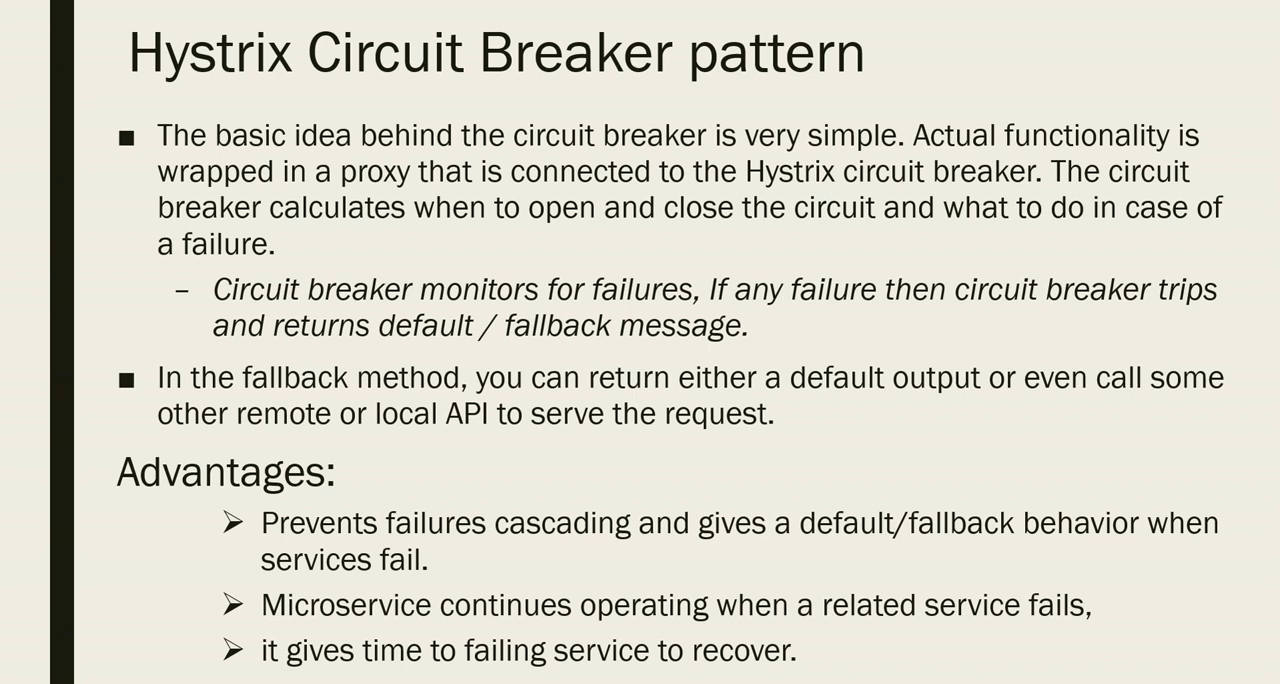 Hystrix Circuit Breaker pattern
■ The basic idea behind the circuit breaker is very simple. Actual functionality is
wrapped in a proxy that is connected to the Hystrix circuit breaker. The circuit
breaker calculates when to open and close the circuit and what to do in case of
a failure.
– Circuit breaker monitors for failures, If any failure then circuit breaker trips
and returns default / fallback message.
■ In the fallback method, you can return either a default output or even call some
other remote or local API to serve the request.
Advantages:
➢ Prevents failures cascading and gives a default/fallback behavior when
services fail.
➢ Microservice continues operating when a related service fails,
➢ it gives time to failing service to recover.